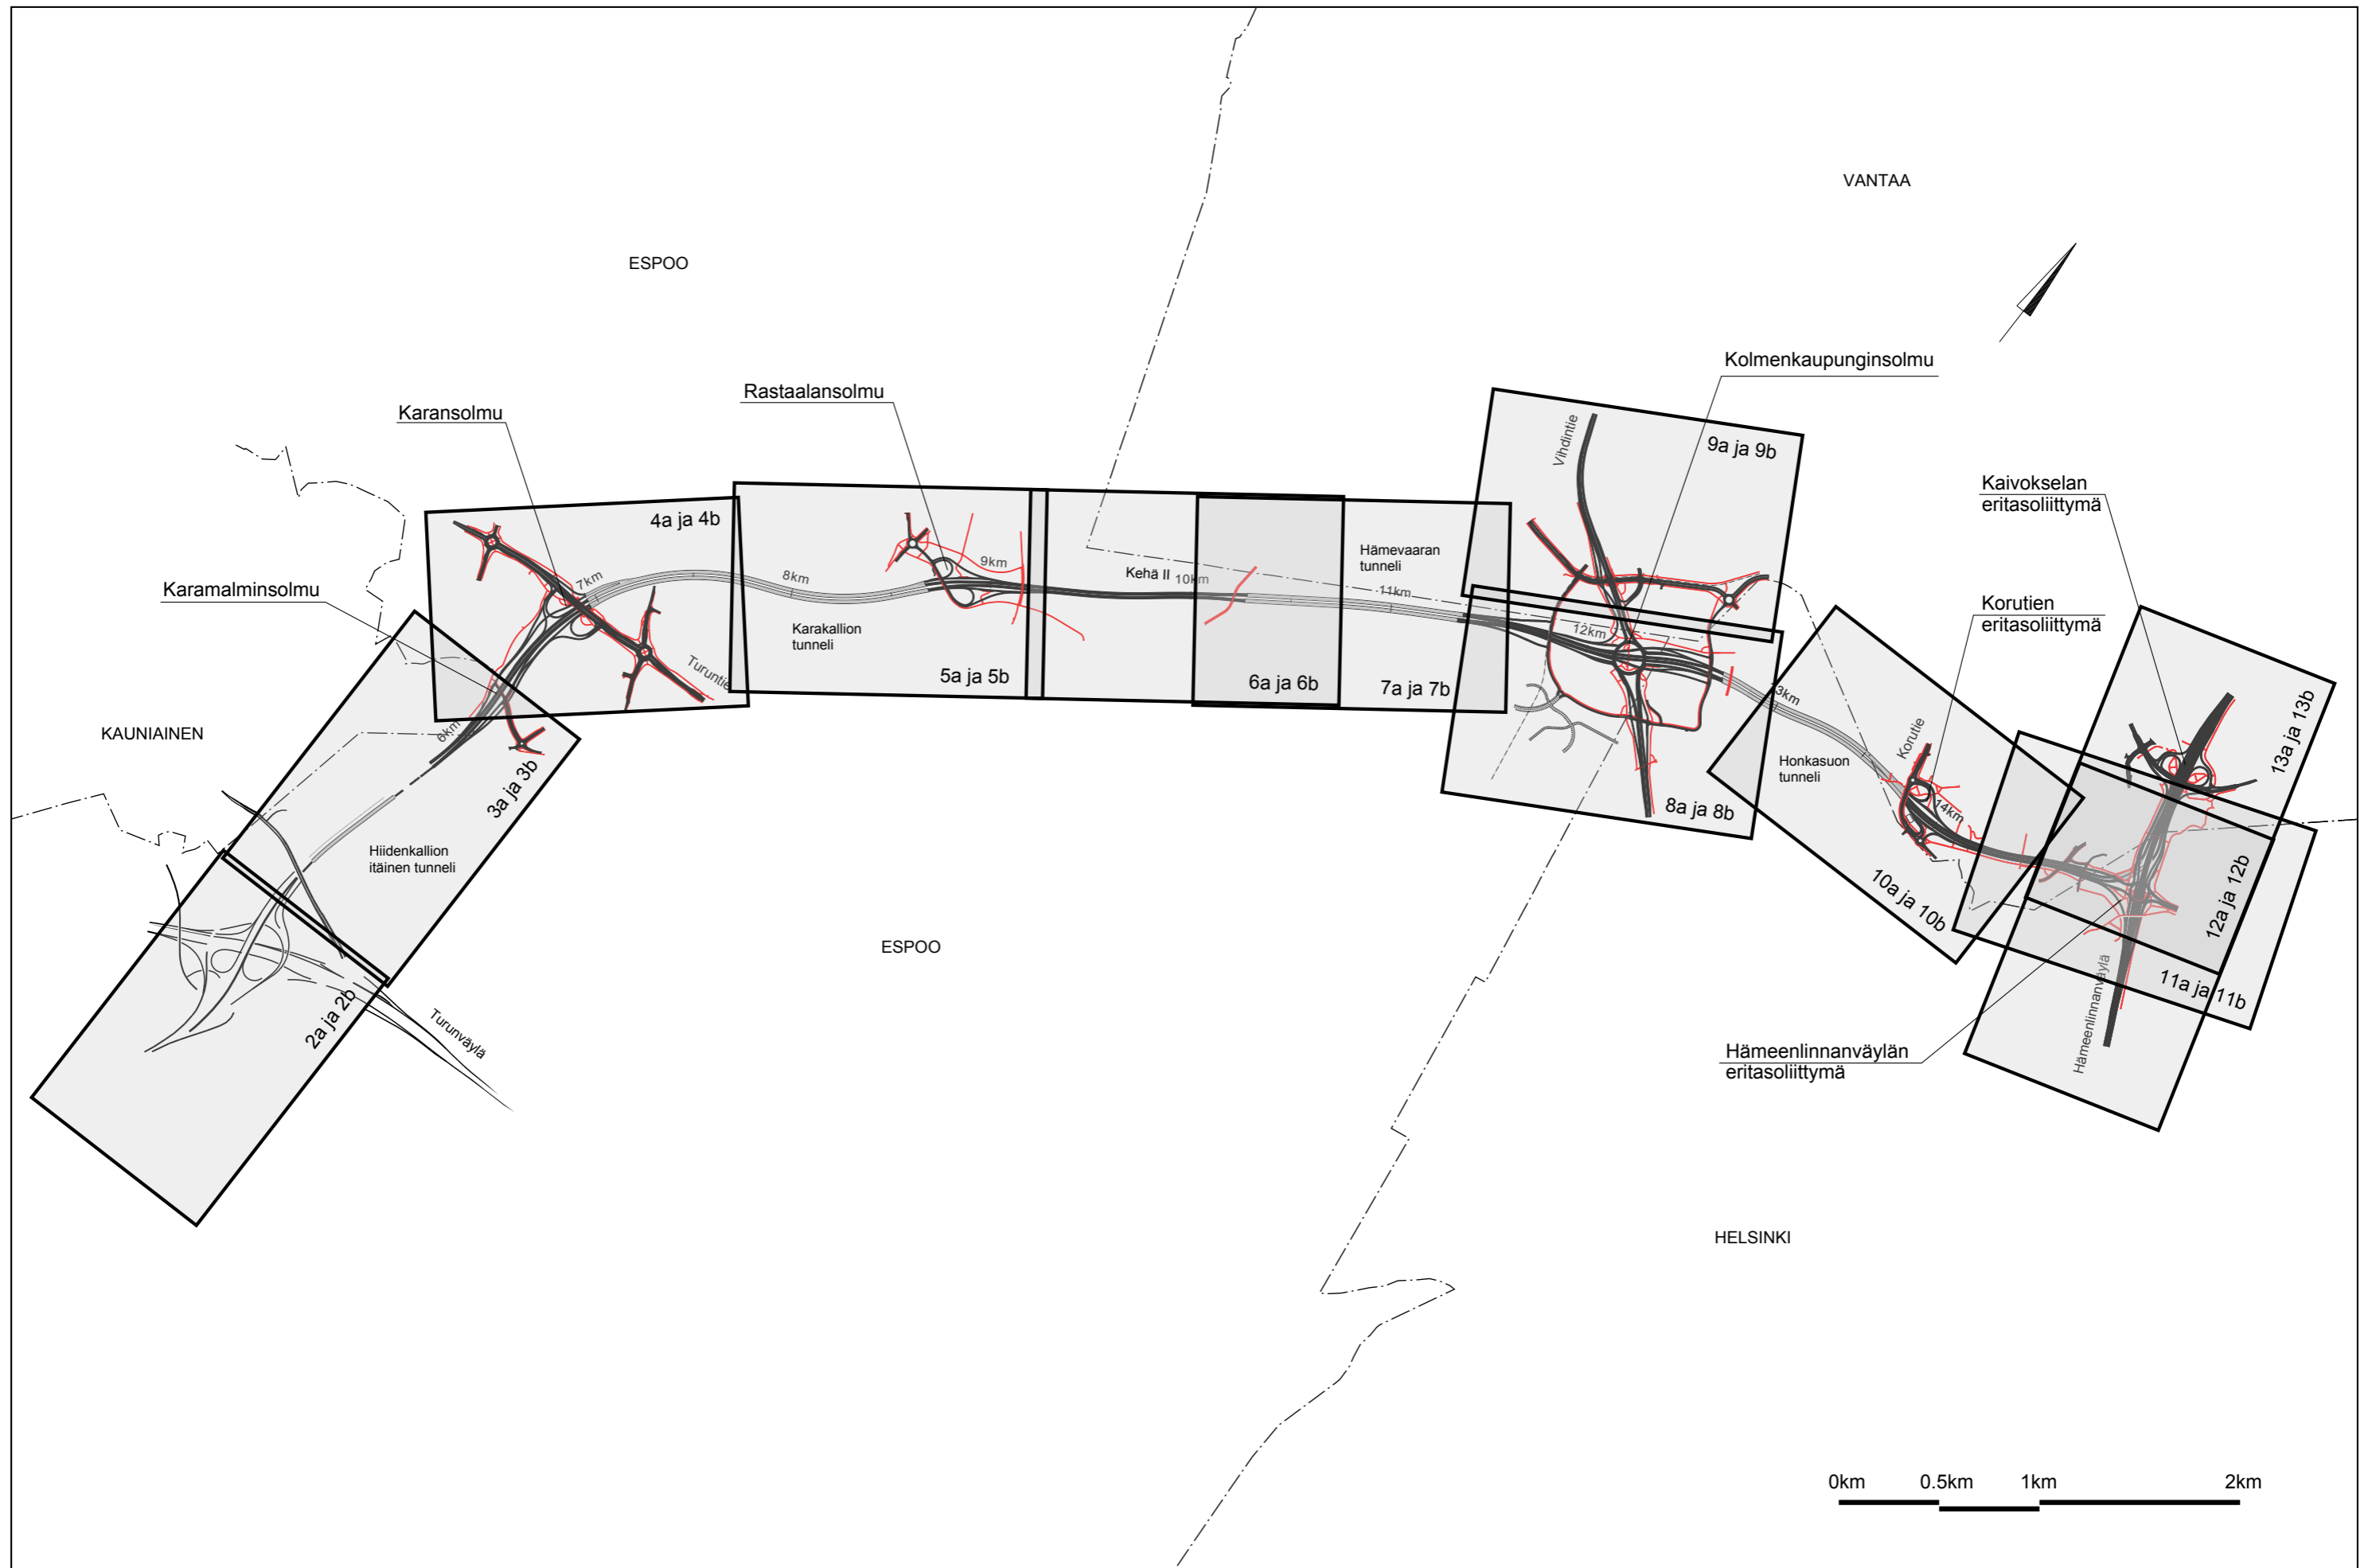 VANTAA
ESPOO
Kolmenkaupunginsolmu
Rastaalansolmu
Karansolmu
Vihdintie
9a ja 9b
Kaivokselan
eritasoliittymä
4a ja 4b
Hämevaaran
tunneli
9km
Kehä II
10km
7km
8km
11km
Karamalminsolmu
Korutien
eritasoliittymä
Karakallion
tunneli
12km
Turuntie
5a ja 5b
6a ja 6b
7a ja 7b
13km
6km
KAUNIAINEN
Korutie
13a ja 13b
Honkasuon
tunneli
3a ja 3b
8a ja 8b
14km
Hiidenkallion
itäinen tunneli
10a ja 10b
12a ja 12b
ESPOO
11a ja 11b
Hämeenlinnanväylä
2a ja 2b
Turunväylä
Hämeenlinnanväylän
eritasoliittymä
HELSINKI
0km 0.5km 1km 2km